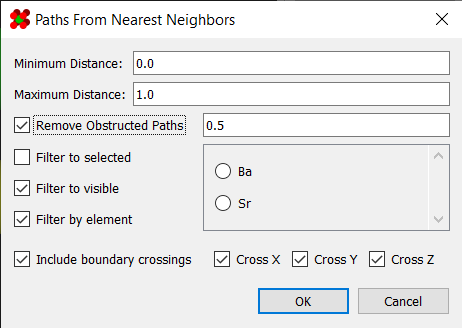 Paths From Nearest Neighbors
Minimum Distance: 0.0
Maximum Distance: 1.0
Remove Obstructed Paths 0.5
Filter to selected
Filter to visible
Filter by element
Ba
Sr
Include boundary crossings Cross X Cross Y Cross Z
OK Cancel